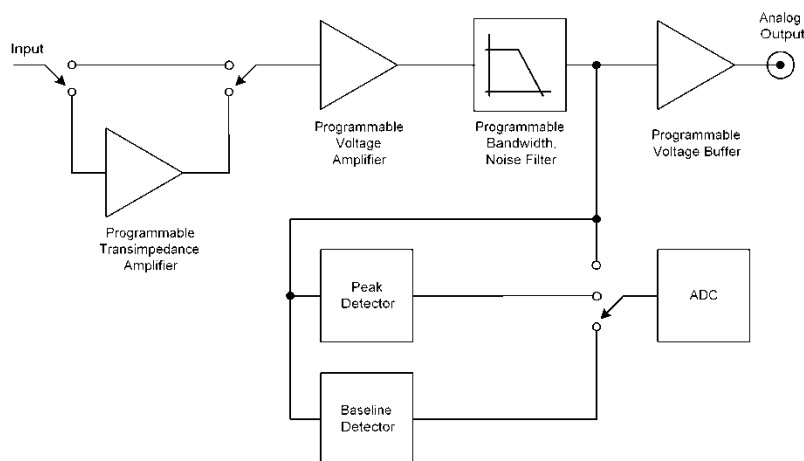 Input
Programmable
Transimpedance
Amplifier
Programmable
Voltage
Amplifier
Programmable
Bandwidth,
Noise Filter
Programmable
Voltage Buffer
Analog
Output
Peak
Detector
ADC
Baseline
Detector